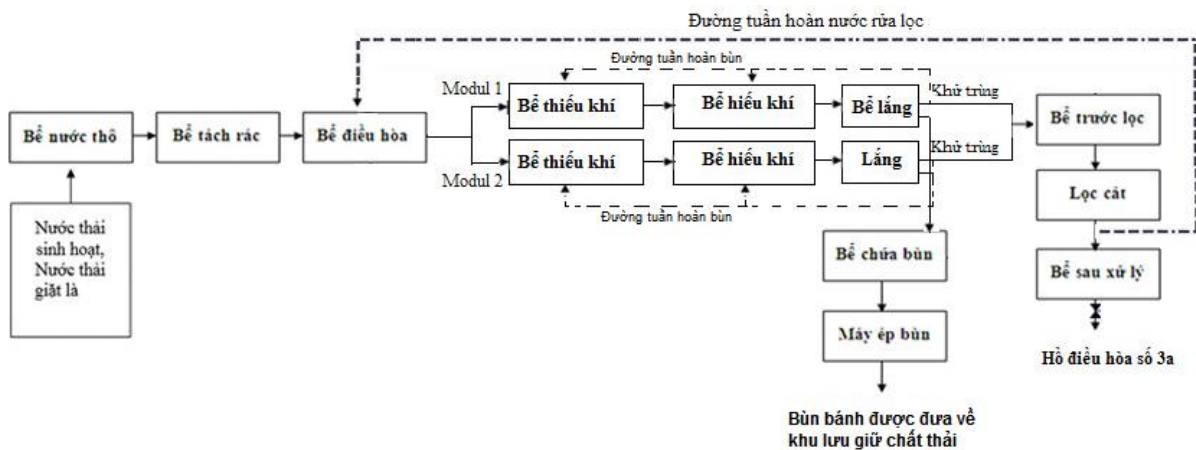 Đường tuần hoàn nước rửa lọc
Đường tuần hoàn bùn
Modul 1
Bể thiếu khí
Bể hiếu khí
Bể lắng
Khử trùng
Bể nước thô
Bể tách rác
Bể điều hòa
Bể trước lọc
Khử trùng
Bể thiếu khí
Bể hiếu khí
Lắng
Modul 2
Lọc cát
Đường tuần hoàn bùn
Nước thải
sinh hoạt,
Nước thải
giặt là
Bể chứa bùn
Bể sau xử lý
Máy ép bùn
Hồ điều hòa số 3a
Bùn bánh được đưa về
khu lưu giữ chất thải